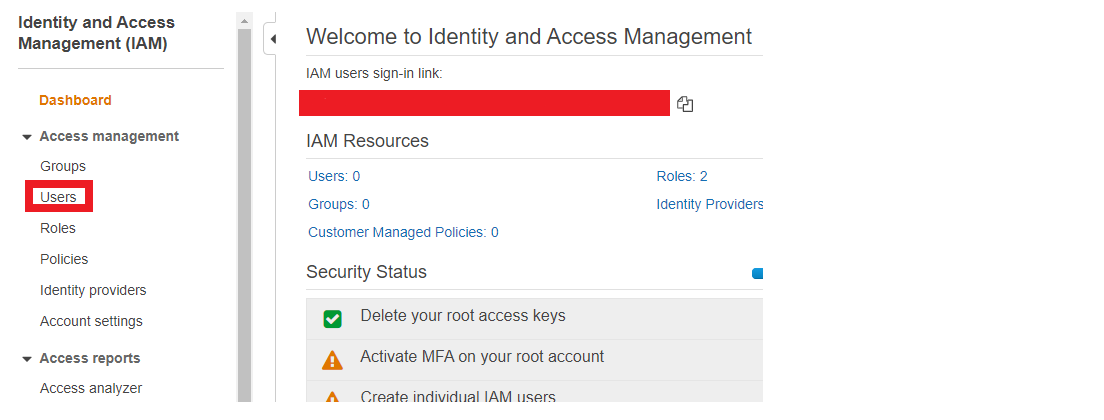 Identity and Access
Management (IAM)
Dashboard
Access management
Groups
Users
Roles
Policies
Identity providers
Account settings
Access reports
Access analyzer
Welcome to Identity and Access Management
IAM users sign-in link:
IAM Resources
Users: 0
Roles: 2
Groups: 0
Identity Providers
Customer Managed Policies: 0
Security Status
Delete your root access keys
Activate MFA on your root account
Create individual IAM users